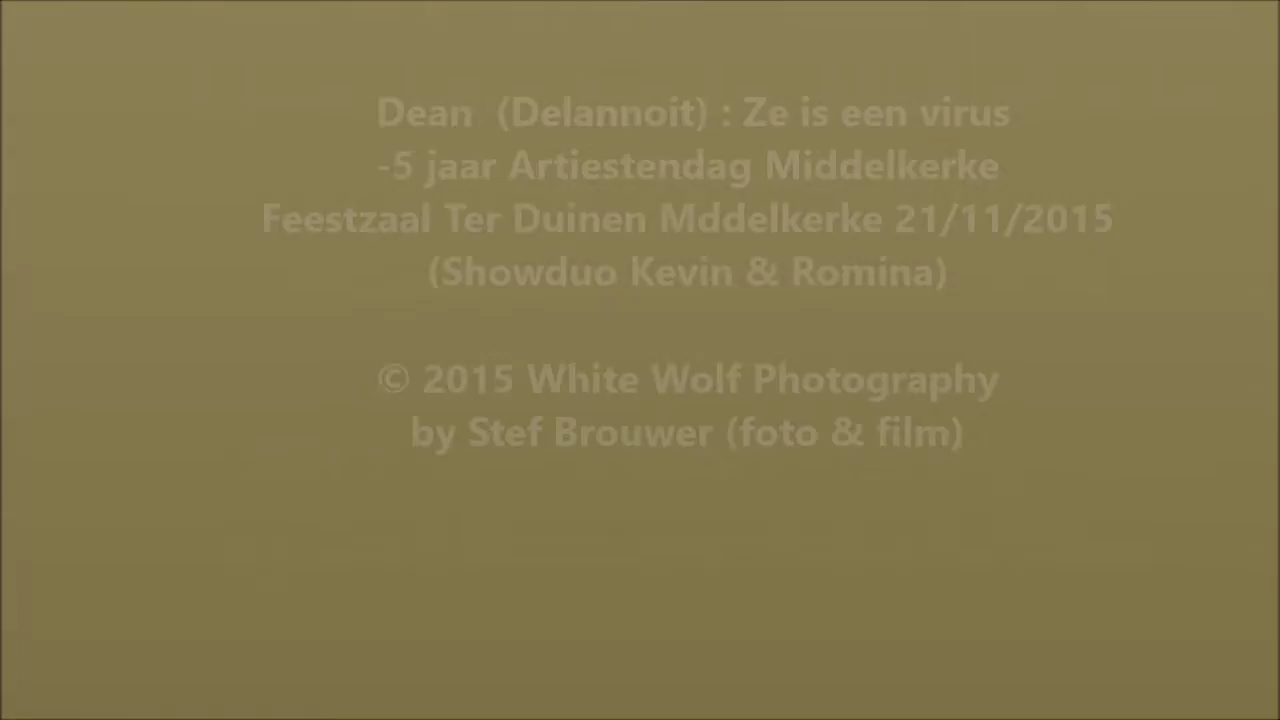 Dean  (Delannoit) : Ze is een virus
-5 jaar Artiestendag Middelkerke
Feestzaal Ter Duinen Mddelkerke 21/11/2015
(Showduo Kevin & Romina)
© 2015 White Wolf Photography
by Stef Brouwer (foto & film)